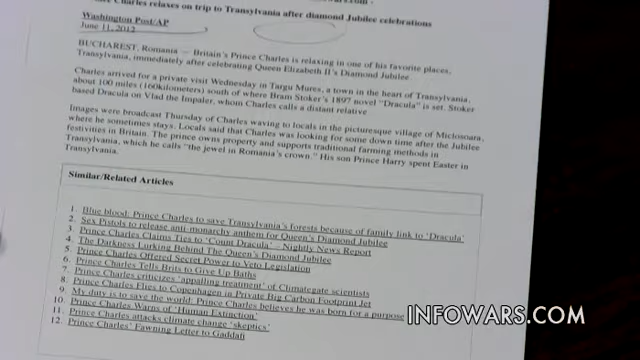 Charles relaxes on trip to Transylvania after diamond Jubilee celebrations
Washington Post/AP
June 11, 2012
BUCHAREST, Romania — Britain's Prince Charles is relaxing in one of his favorite places,
Transylvania, immediately after celebrating Queen Elizabeth II's Diamond Jubilee.
Charles arrived for a private visit Wednesday in Targu Mures, a town in the heart of Transylvania,
about 100 miles (160kilometers) south of where Bram Stoker's 1897 novel "Dracula" is set. Stoker
based Dracula on Vlad the Impaler, whom Charles calls a distant relative
Images were broadcast Thursday of Charles waving to locals in the picturesque village of Micloșoara,
where he sometimes stays. Locals said that Charles was looking for some down time after the Jubilee
festivities in Britain. The prince owns property and supports traditional farming methods in
Transylvania, which he calls "the jewel in Romania's crown." His son Prince Harry spent Easter in
Transylvania.
Similar/Related Articles
1. Blue blood: Prince Charles to save Transylvania's forests because of family link to 'Dracula'
2. Sex Pistols to release anti-monarchy anthem for Queen's Diamond Jubilee
3. Prince Charles Claims Ties to 'Count Dracula' – Nightly News Report
4. The Darkness Lurking Behind The Queen's Diamond Jubilee
5. Prince Charles Offered Secret Power to Veto Legislation
6. Prince Charles Tells Brits to Give Up Baths
7. Prince Charles criticizes 'appalling treatment' of Climategate scientists
8. Prince Charles Flies to Copenhagen in Private Big Carbon Footprint Jet
9. My duty is to save the world: Prince Charles believes he was born for a purpose
10. Prince Charles Warns of 'Human Extinction'
11. Prince Charles attacks climate change 'skeptics'
12. Prince Charles' Fawning Letter to Gaddafi
INFOWARS.COM